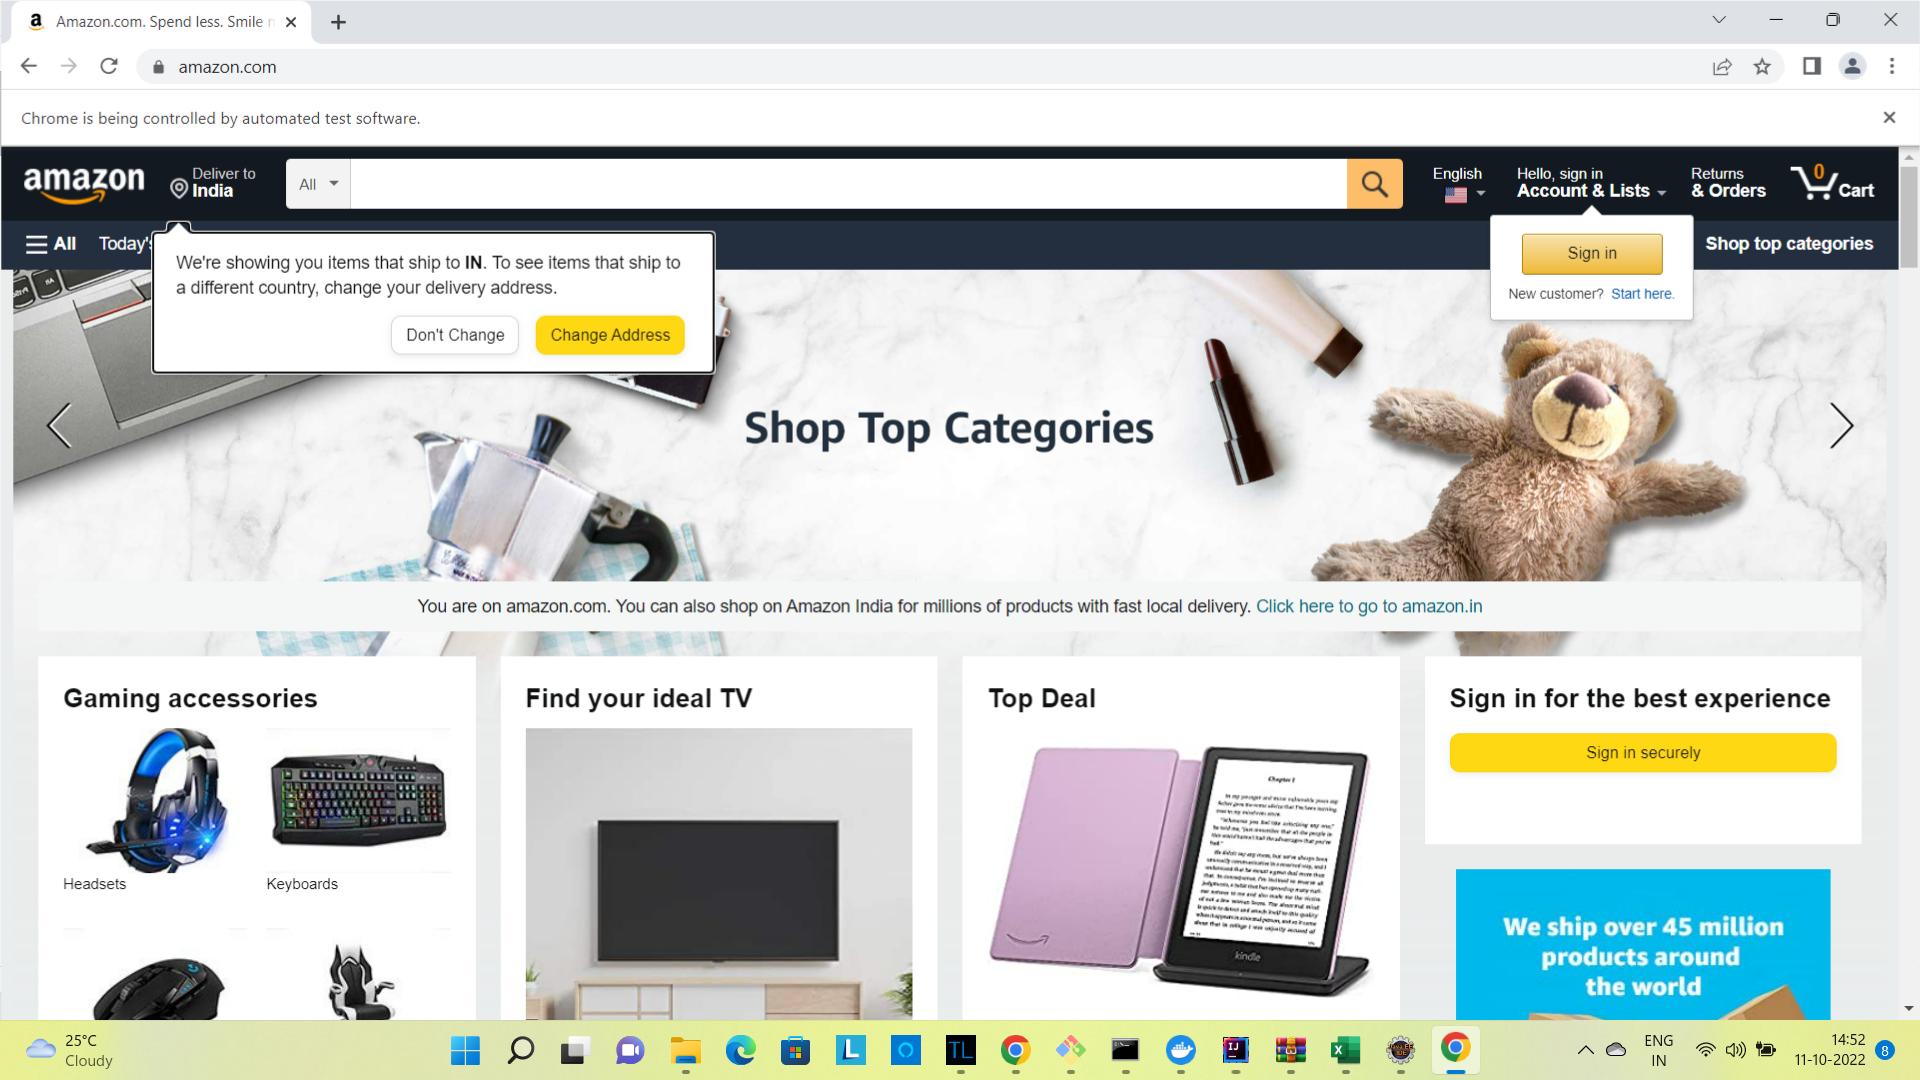 Amazon.com. Spend less. Smile
amazon.com
Chrome is being controlled by automated test software.
amazon
Deliver to
India
All
English
Hello, sign in
Account & Lists
Returns
& Orders
0
Cart
All
Today's
Shop top categories
We're showing you items that ship to IN. To see items that ship to
a different country, change your delivery address.
Don't Change
Change Address
Sign in
New customer? Start here.
Shop Top Categories
You are on amazon.com. You can also shop on Amazon India for millions of products with fast local delivery. Click here to go to amazon.in
Gaming accessories
Headsets
Keyboards
Find your ideal TV
Top Deal
Chapter 1
kindle
Sign in for the best experience
Sign in securely
We ship over 45 million
products around
the world
25°C
Cloudy
L
TL
IJ
X
ENG
IN
14:52
11-10-2022
8